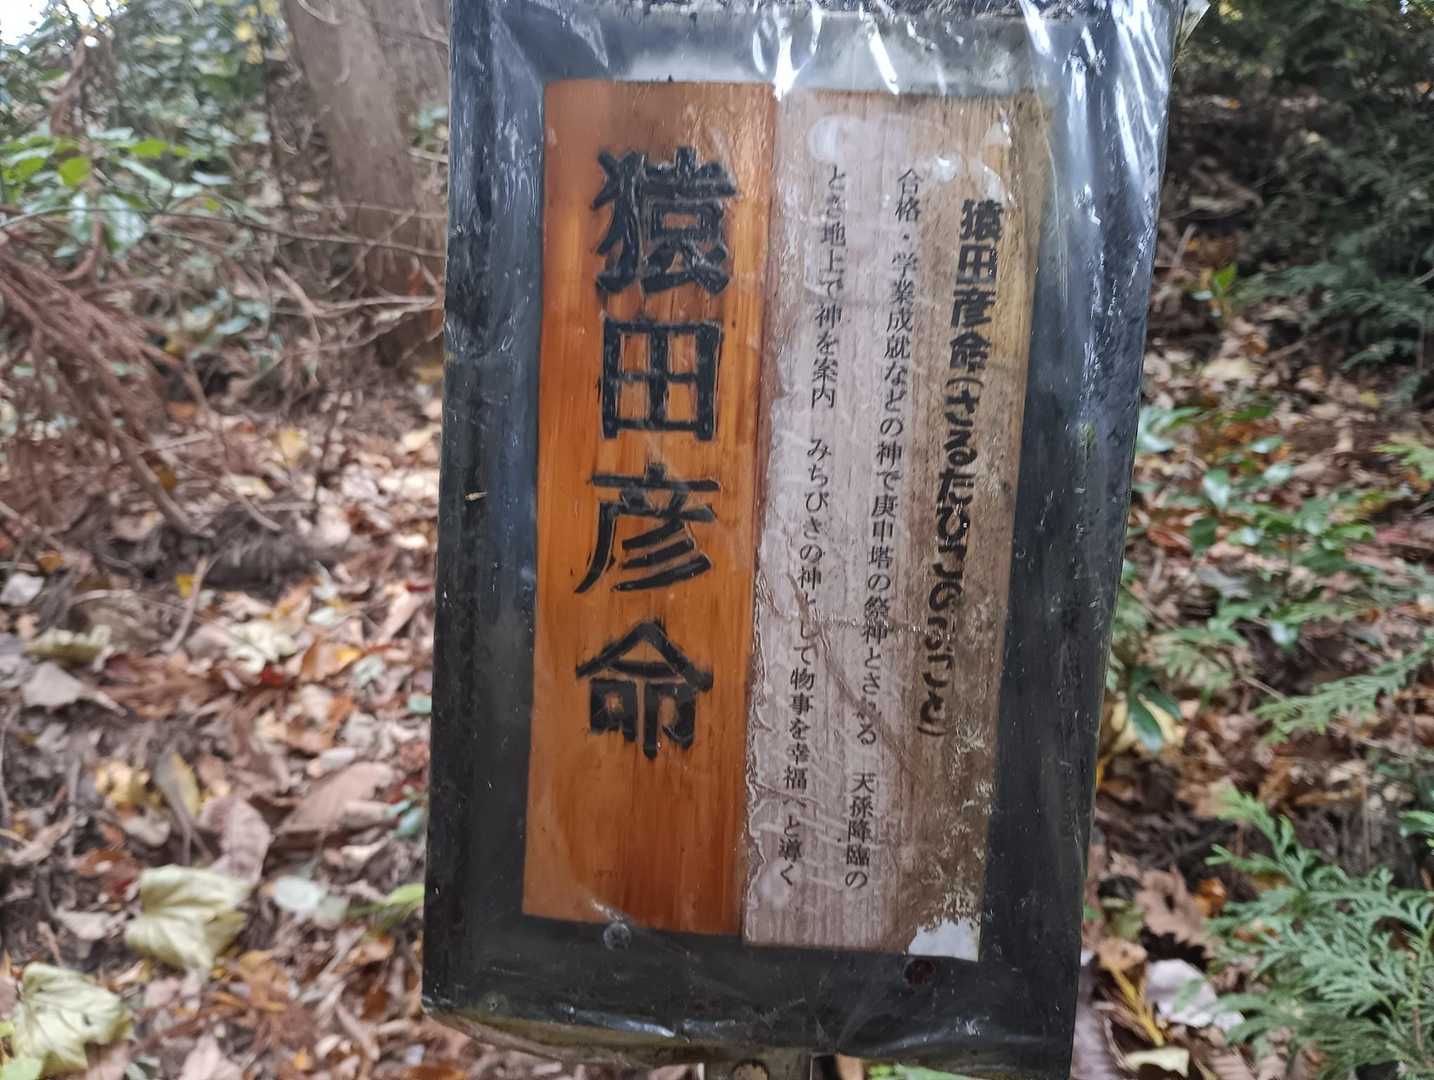 猿田彦命(さるたひこのみこと)
合格・学業成就などの神で庚申塔の祭神とされる 天孫降臨の
とき地上で神を案内 みちびきの神として物事を幸福へと導く
猿田彦命